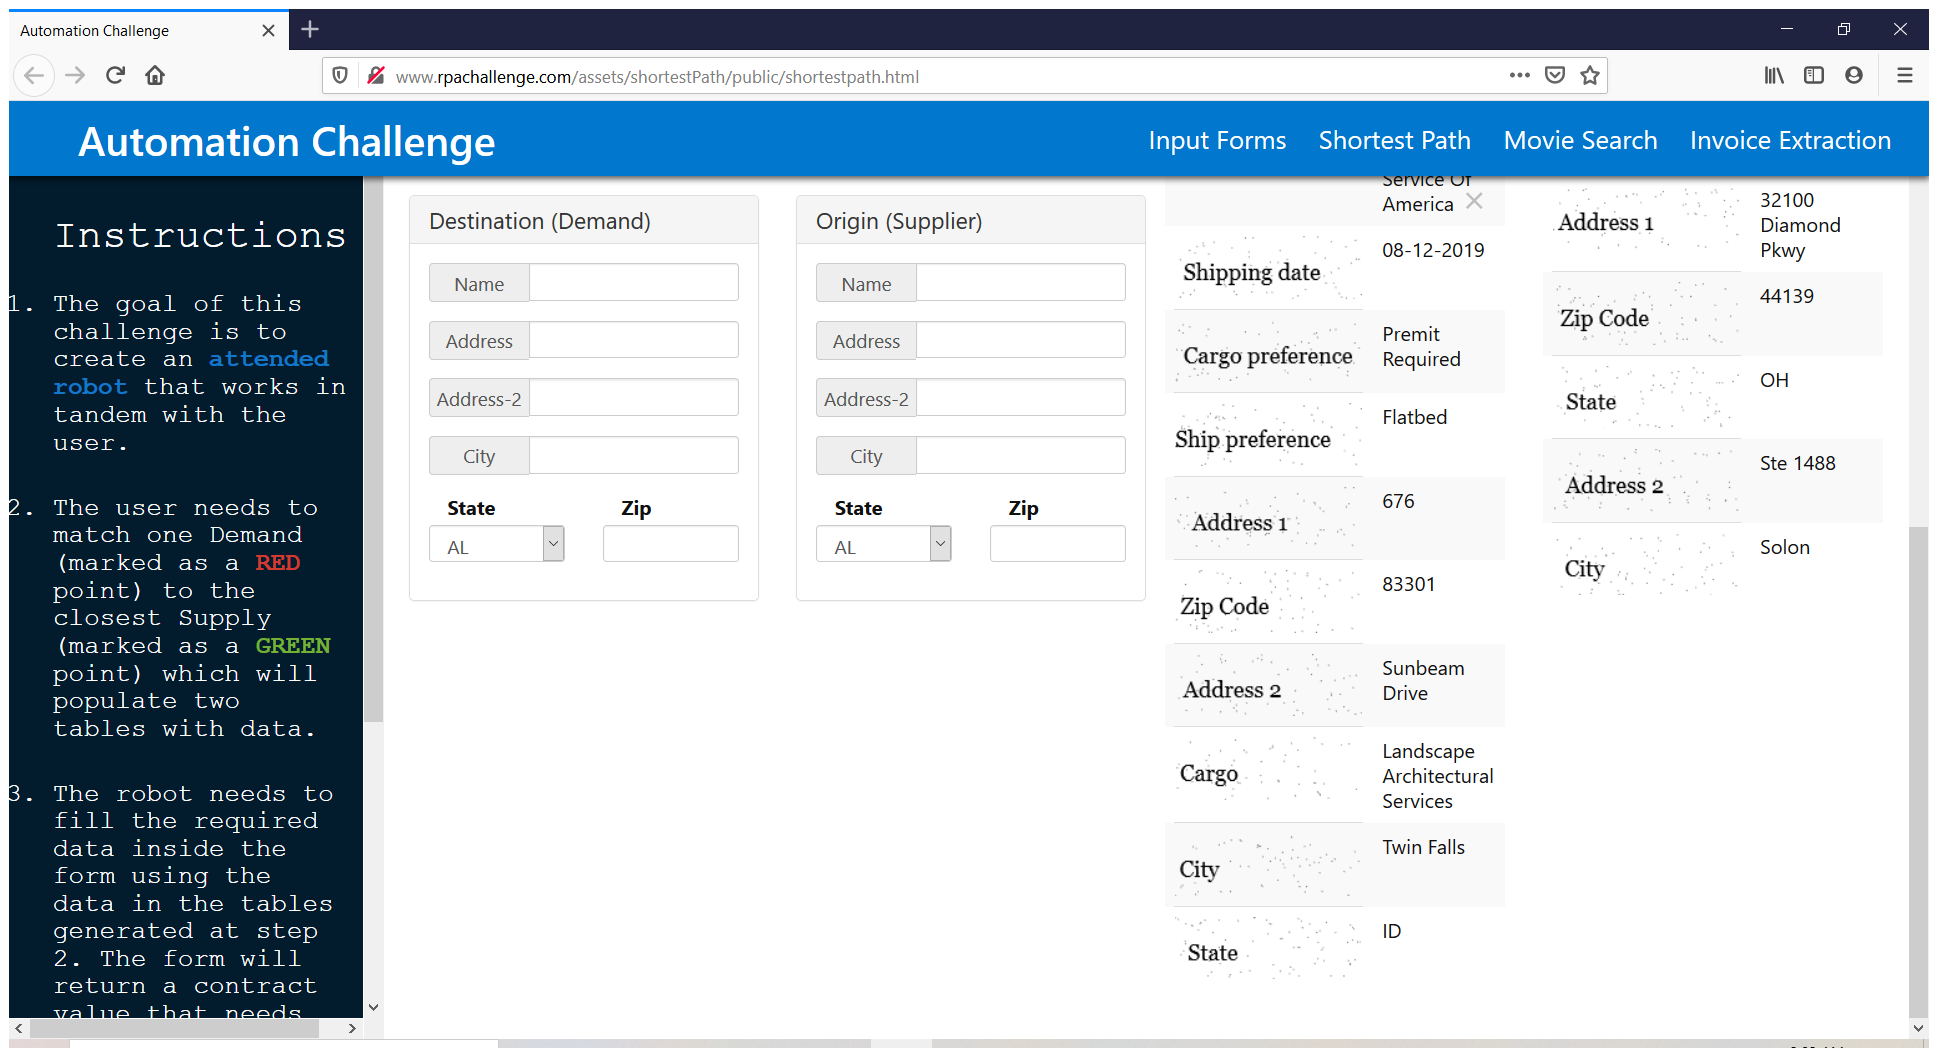 Automation Challenge
www.rpachallenge.com/assets/shortestPath/public/shortestpath.html
Automation Challenge
Input Forms
Shortest Path
Movie Search
Invoice Extraction
Instructions
1. The goal of this
challenge is to
create an attended
robot that works in
tandem with the
user.
2. The user needs to
match one Demand
(marked as a RED
point) to the
closest Supply
(marked as a GREEN
point) which will
populate two
tables with data.
3. The robot needs to
fill the required
data inside the
form using the
data in the tables
generated at step
2. The form will
return a contract
value that needs
Destination (Demand)
Name
Address
Address-2
City
State
Zip
AL
Origin (Supplier)
Name
Address
Address-2
City
State
Zip
AL
Service Of
America
Shipping date
08-12-2019
Cargo preference
Premit
Required
Ship preference
Flatbed
Address 1
676
Zip Code
83301
Address 2
Sunbeam
Drive
Cargo
Landscape
Architectural
Services
City
Twin Falls
State
ID
Address 1
32100
Diamond
Pkwy
Zip Code
44139
State
OH
Address 2
Ste 1488
City
Solon